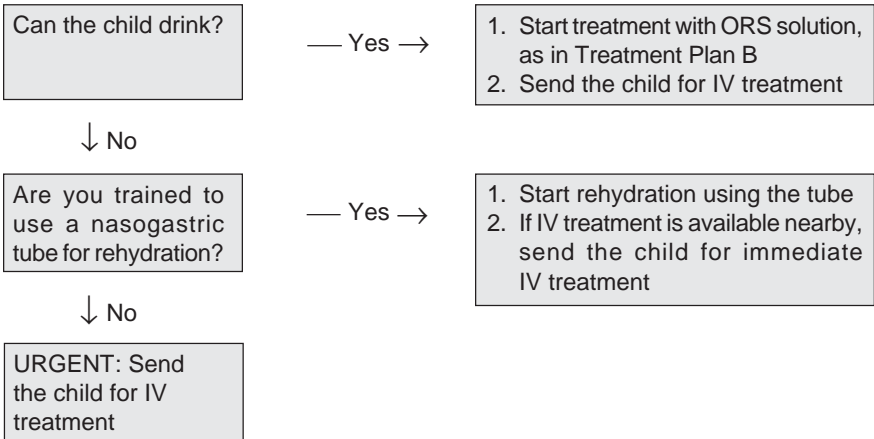 Can the child drink?
Yes
1. Start treatment with ORS solution,
as in Treatment Plan B
2. Send the child for IV treatment
No
Are you trained to
use a nasogastric
tube for rehydration?
Yes
1. Start rehydration using the tube
2. If IV treatment is available nearby,
send the child for immediate
IV treatment
No
URGENT: Send
the child for IV
treatment